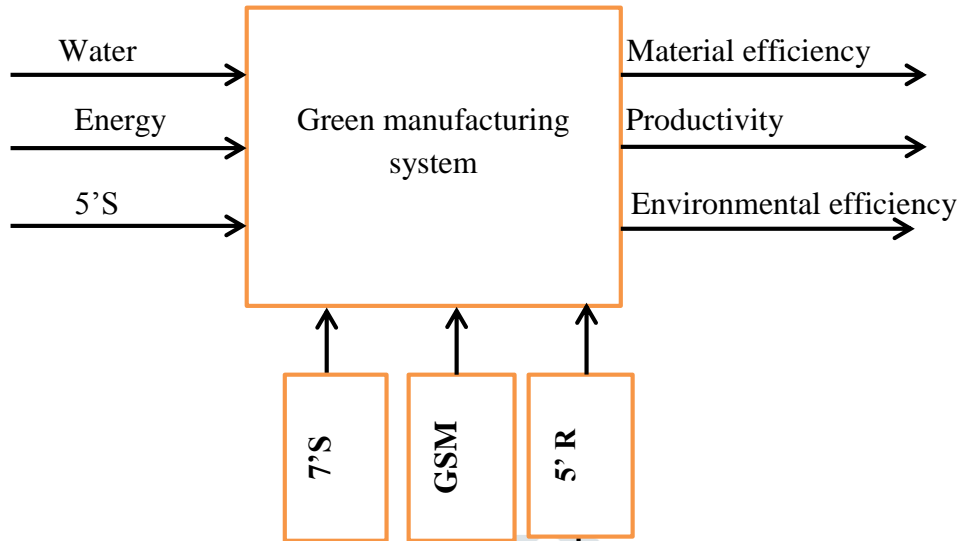 Water
Energy
5’S
Green manufacturing
system
Material efficiency
Productivity
Environmental efficiency
7’S
GSM
5’ R